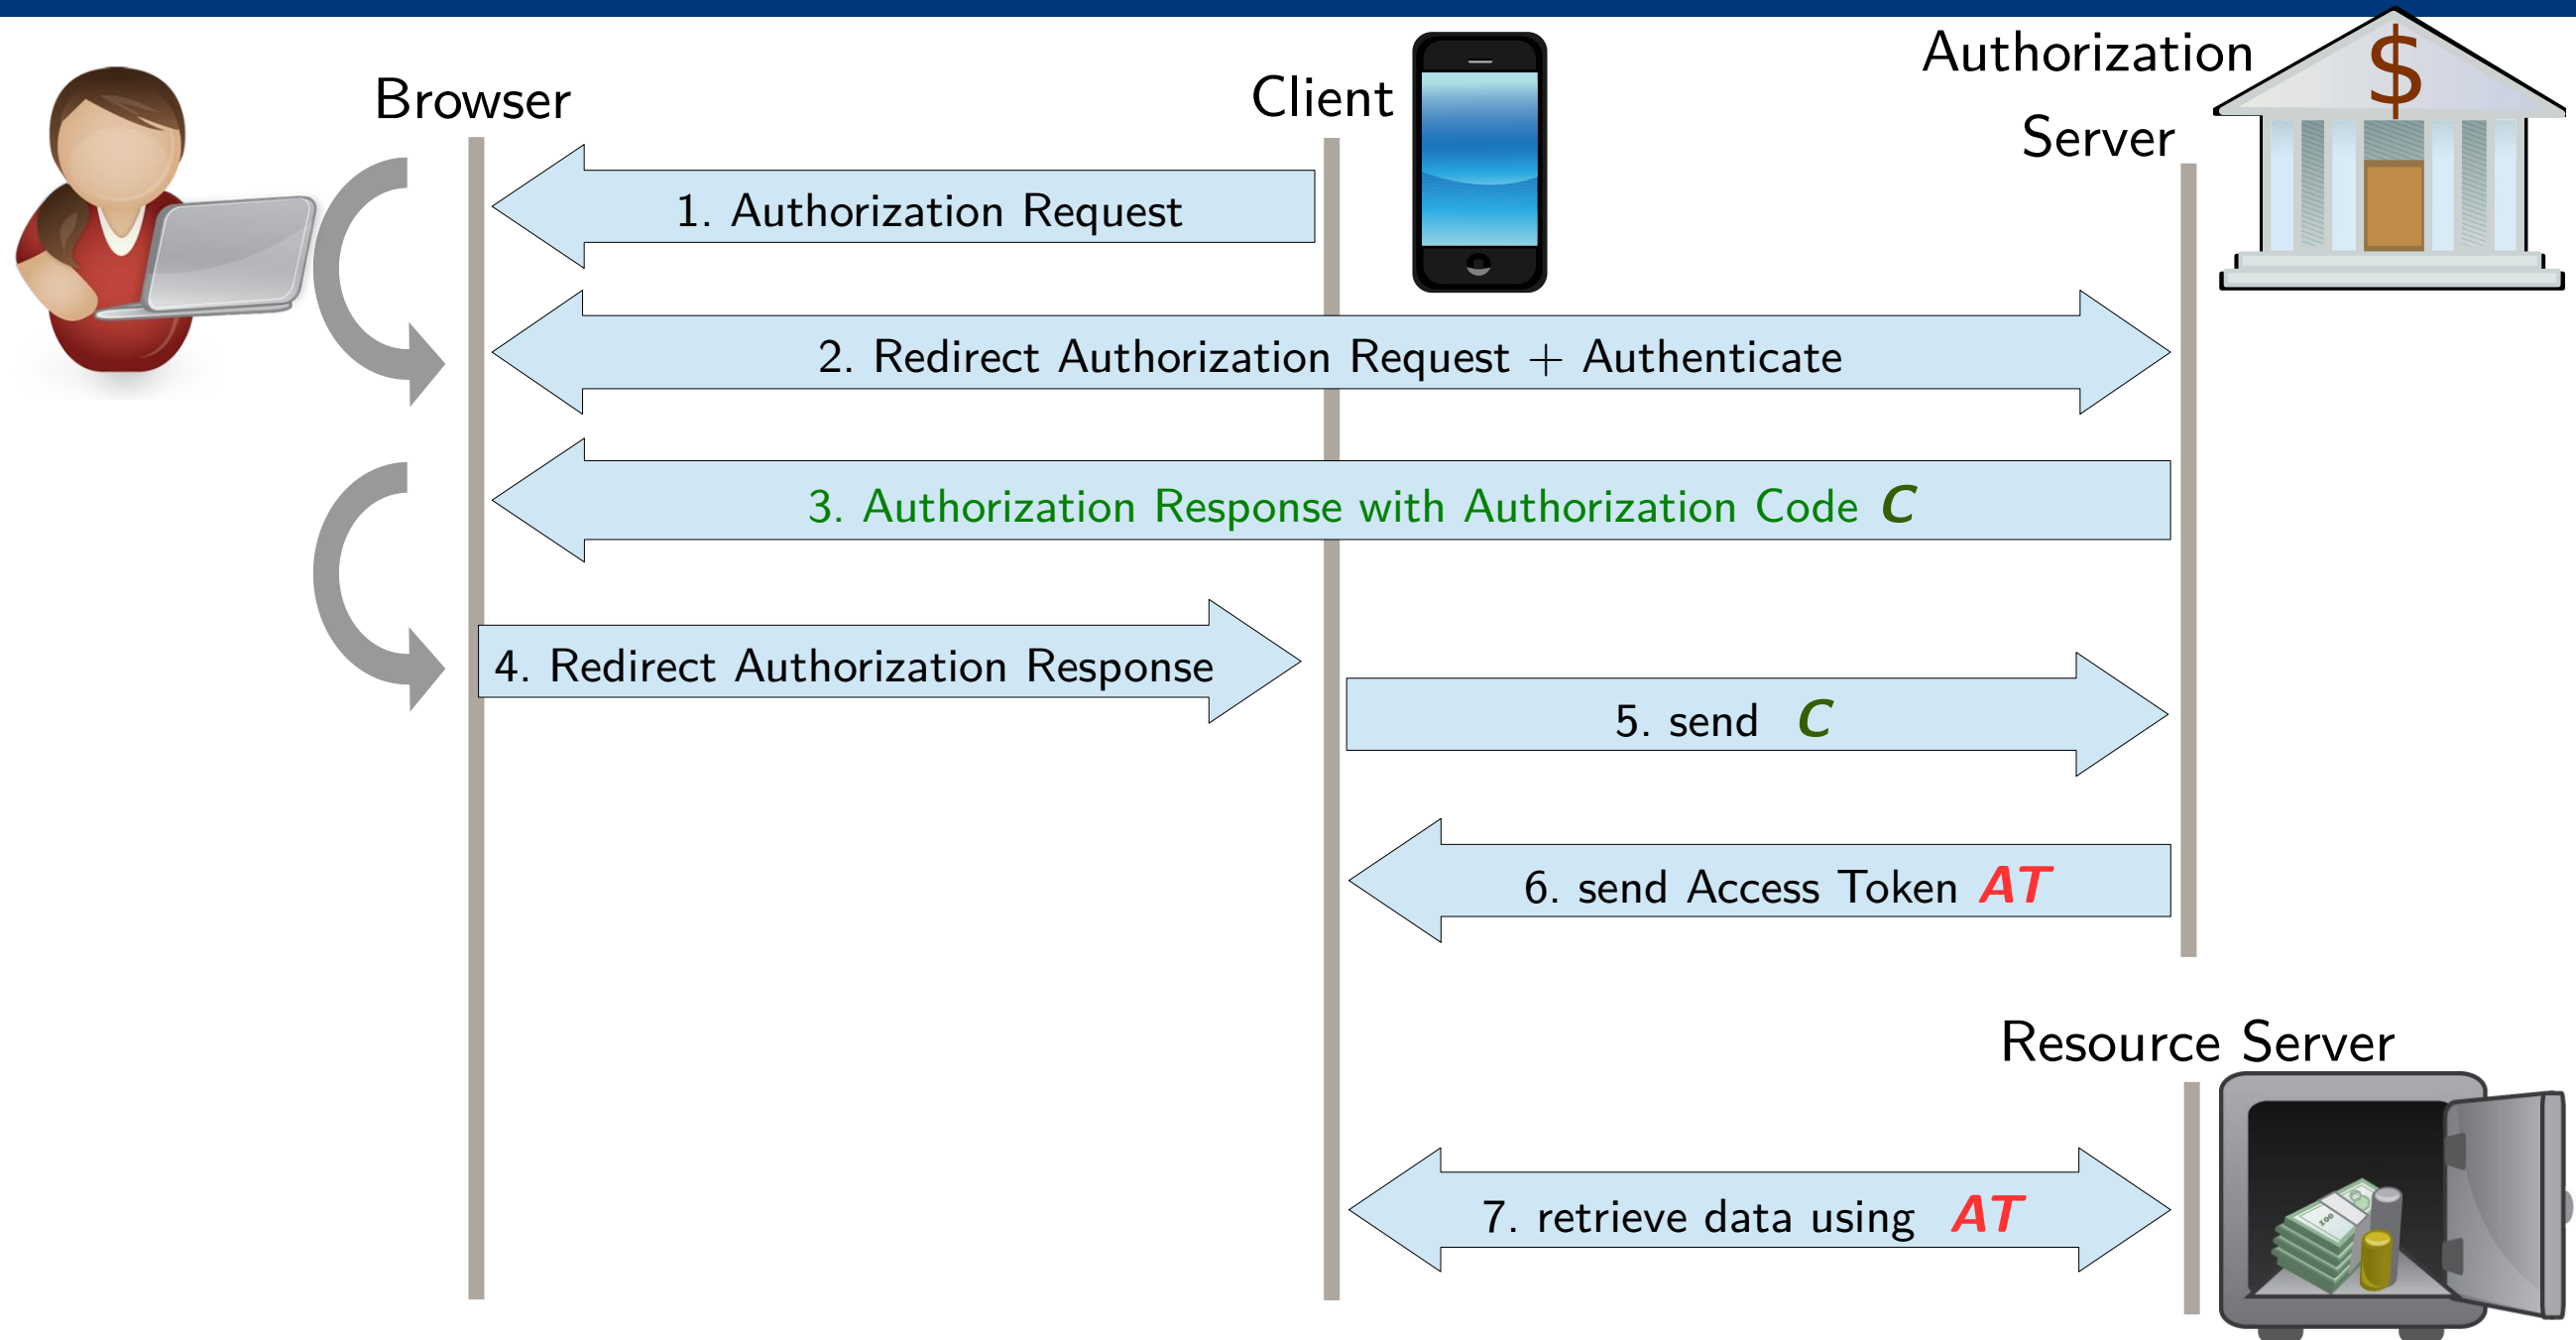 Browser
Client
Authorization
Server
$
1. Authorization Request
2. Redirect Authorization Request + Authenticate
3. Authorization Response with Authorization Code C
4. Redirect Authorization Response
5. send C
6. send Access Token AT
Resource Server
7. retrieve data using AT